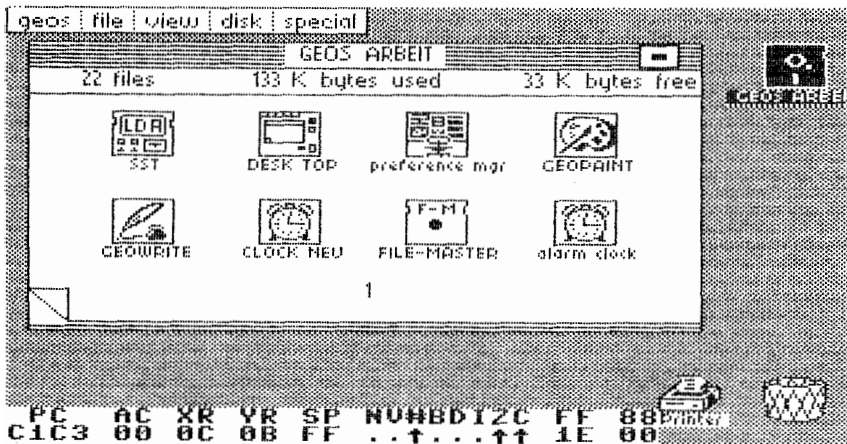 geos file view disk special
GEOS ARBEIT
22 files 133 K bytes used 33 K bytes free
GEOS ARBEI
LDA
SST DESK TOP preference mgr GEOPAINT
F-M
GEOWRITE CLOCK NEU FILE-MASTER alarm clock
1
PC AC XR YR SP NV#BDIZC FF 88 Printer
C1C3 00 0C 0B FF ..↑...↑↑ 1E 00